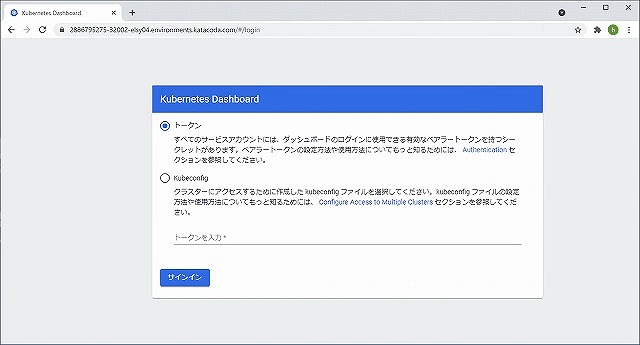 Kubernetes Dashboard
2886795275-32002-elsy04.environments.katacoda.com/#/login
h
Kubernetes Dashboard
トークン
すべてのサービスアカウントには、ダッシュボードのログインに使用できる有効なベアラートークンを持つシー
クレットがあります。ベアラートークンの設定方法や使用方法についてもっと知るためには、 Authentication セ
クションを参照してください。
Kubeconfig
クラスターにアクセスするために作成した kubeconfig ファイルを選択してください。kubeconfig ファイルの設定
方法や使用方法についてもっと知るためには、 Configure Access to Multiple Clusters セクションを参照してくださ
い。
トークンを入力 *
サインイン